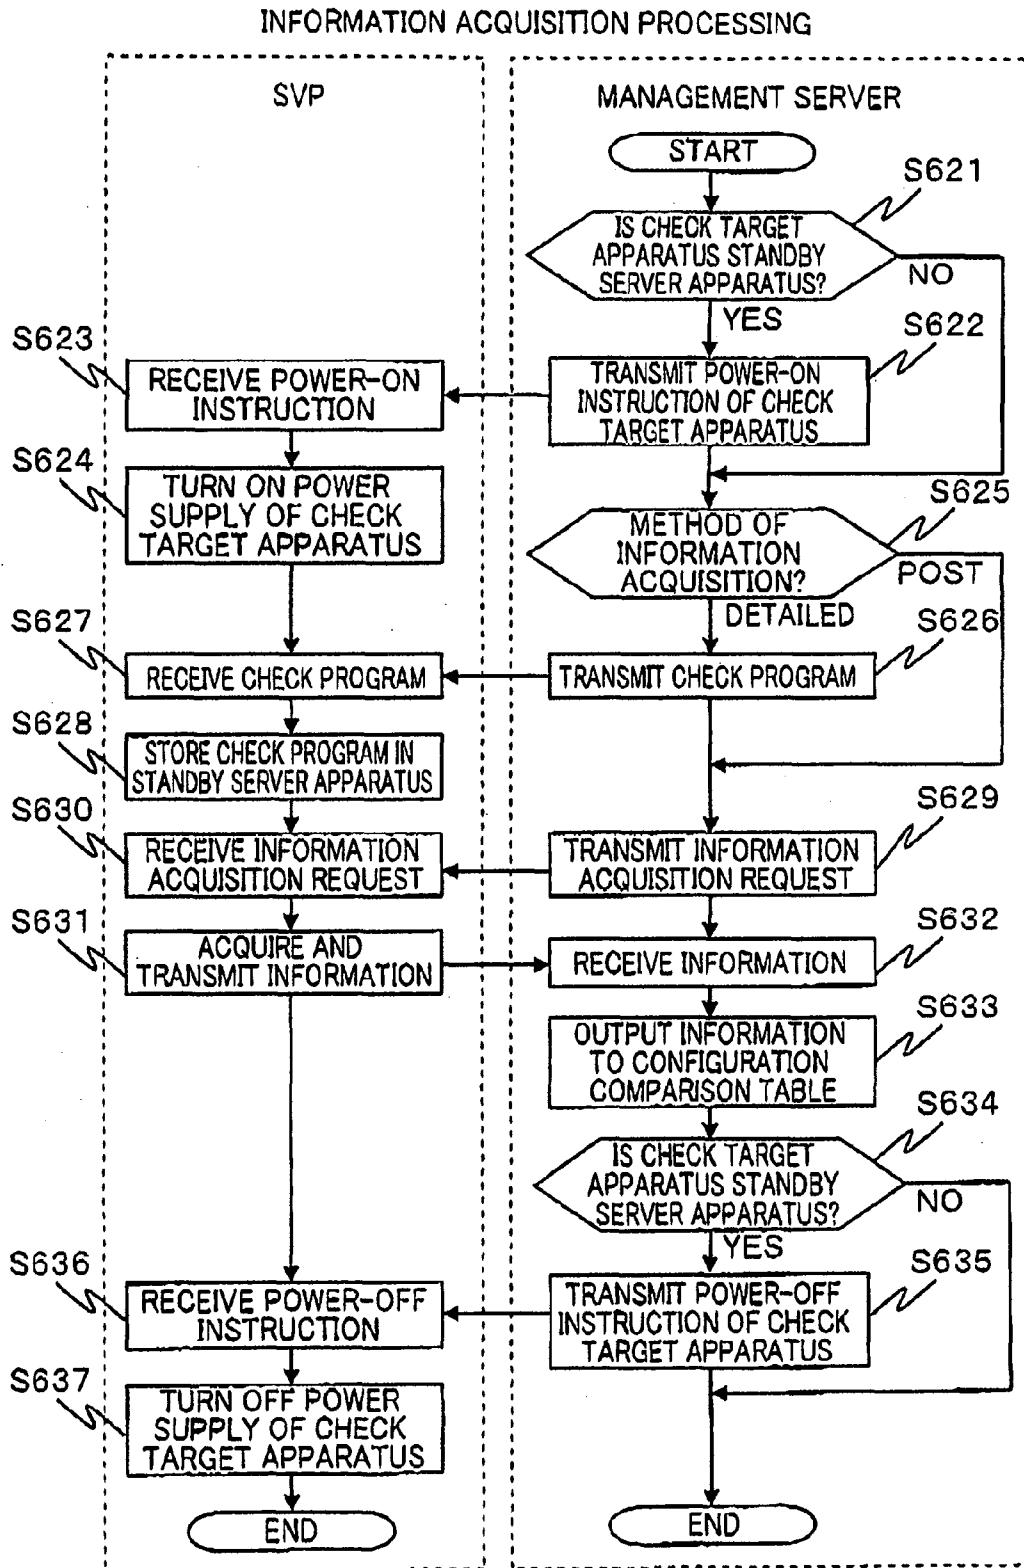 INFORMATION ACQUISITION PROCESSING
SVP
MANAGEMENT SERVER
START
S621
IS CHECK TARGET
APPARATUS STANDBY
SERVER APPARATUS?
NO
YES
S622
TRANSMIT POWER-ON
INSTRUCTION OF CHECK
TARGET APPARATUS
S623
RECEIVE POWER-ON
INSTRUCTION
S624
TURN ON POWER
SUPPLY OF CHECK
TARGET APPARATUS
S625
METHOD OF
INFORMATION
ACQUISITION?
POST
DETAILED
S626
TRANSMIT CHECK PROGRAM
S627
RECEIVE CHECK PROGRAM
S628
STORE CHECK PROGRAM IN
STANDBY SERVER APPARATUS
S629
TRANSMIT INFORMATION
ACQUISITION REQUEST
S630
RECEIVE INFORMATION
ACQUISITION REQUEST
S631
ACQUIRE AND
TRANSMIT INFORMATION
S632
RECEIVE INFORMATION
S633
OUTPUT INFORMATION
TO CONFIGURATION
COMPARISON TABLE
S634
IS CHECK TARGET
APPARATUS STANDBY
SERVER APPARATUS?
NO
YES
S635
TRANSMIT POWER-OFF
INSTRUCTION OF CHECK
TARGET APPARATUS
S636
RECEIVE POWER-OFF
INSTRUCTION
S637
TURN OFF POWER
SUPPLY OF CHECK
TARGET APPARATUS
END
END